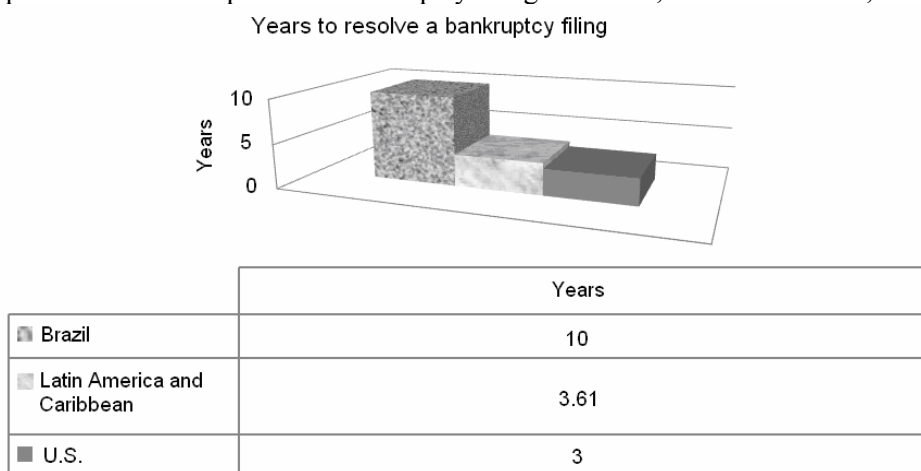 Years to resolve a bankruptcy filing
Years
10
5
0
Years
Brazil
10
Latin America and
Caribbean
3.61
U.S.
3